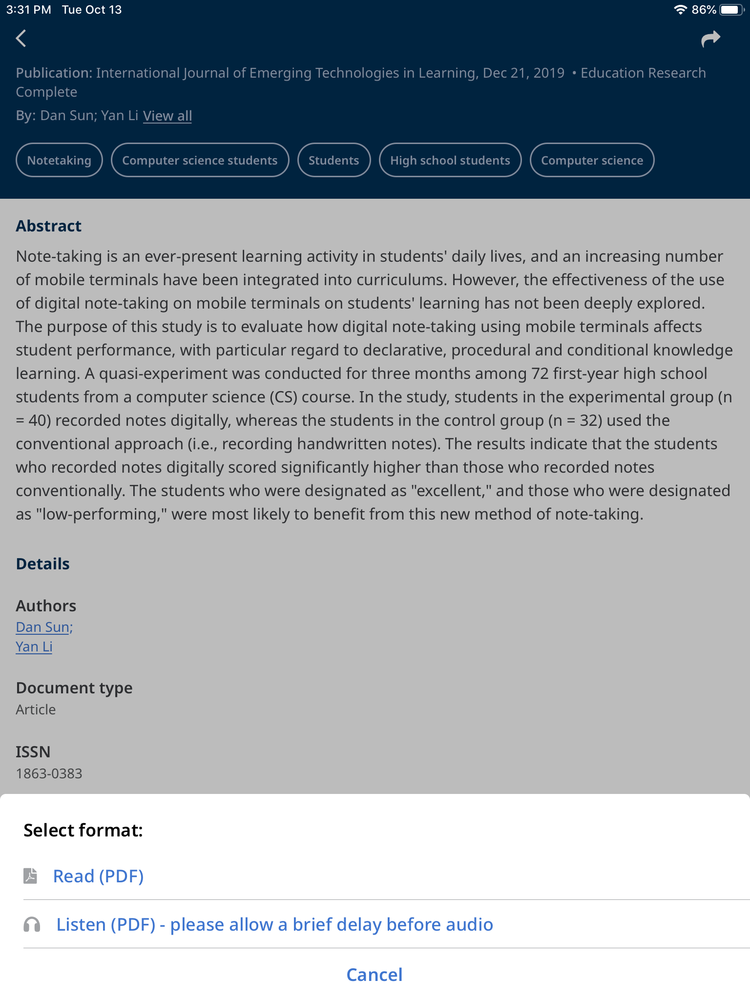 3:31 PM Tue Oct 13 86%
Publication: International Journal of Emerging Technologies in Learning, Dec 21, 2019 • Education Research
Complete
By: Dan Sun; Yan Li View all
Notetaking Computer science students Students High school students Computer science
Abstract
Note-taking is an ever-present learning activity in students' daily lives, and an increasing number
of mobile terminals have been integrated into curriculums. However, the effectiveness of the use
of digital note-taking on mobile terminals on students' learning has not been deeply explored.
The purpose of this study is to evaluate how digital note-taking using mobile terminals affects
student performance, with particular regard to declarative, procedural and conditional knowledge
learning. A quasi-experiment was conducted for three months among 72 first-year high school
students from a computer science (CS) course. In the study, students in the experimental group (n
= 40) recorded notes digitally, whereas the students in the control group (n = 32) used the
conventional approach (i.e., recording handwritten notes). The results indicate that the students
who recorded notes digitally scored significantly higher than those who recorded notes
conventionally. The students who were designated as "excellent," and those who were designated
as "low-performing," were most likely to benefit from this new method of note-taking.
Details
Authors
Dan Sun;
Yan Li
Document type
Article
ISSN
1863-0383
Select format:
Read (PDF)
Listen (PDF) - please allow a brief delay before audio
Cancel